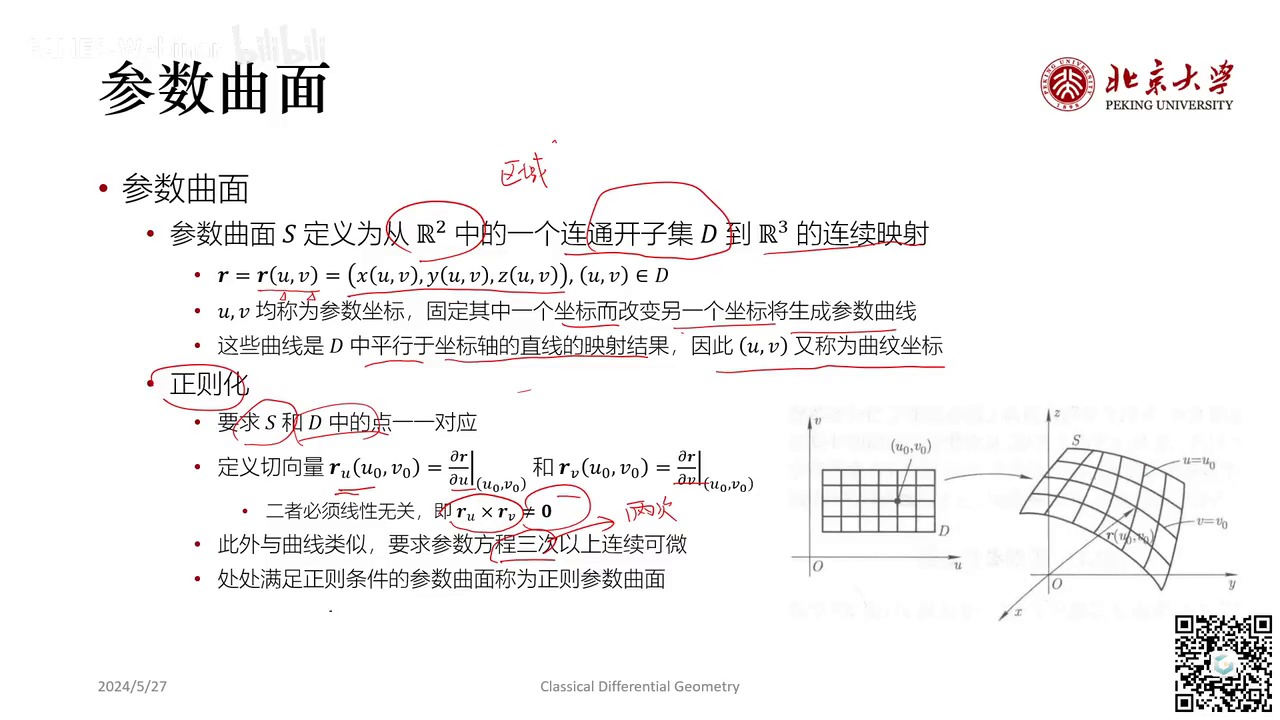 bilibili
参数曲面
北京大学
PEKING UNIVERSITY
PEKING UNIVERSITY
1898
区域
• 参数曲面
• 参数曲面 S 定义为从 ℝ² 中的一个连通开子集 D 到 ℝ³ 的连续映射
• r = r(u, v) = (x(u, v), y(u, v), z(u, v)), (u, v) ∈ D
• u, v 均称为参数坐标，固定其中一个坐标而改变另一个坐标将生成参数曲线
• 这些曲线是 D 中平行于坐标轴的直线的映射结果，因此 (u, v) 又称为曲纹坐标
• 正则化
• 要求 S 和 D 中的点一一对应
• 定义切向量 r_u(u₀, v₀) = ∂r/∂u|(u₀,v₀) 和 r_v(u₀, v₀) = ∂r/∂v|(u₀,v₀)
• 二者必须线性无关，即 r_u × r_v ≠ 0
两次
• 此外与曲线类似，要求参数方程三次以上连续可微
• 处处满足正则条件的参数曲面称为正则参数曲面
v
(u₀,v₀)
D
O
u
z
S
u=u₀
v=v₀
r(u₀,v₀)
O
y
x
2024/5/27
Classical Differential Geometry